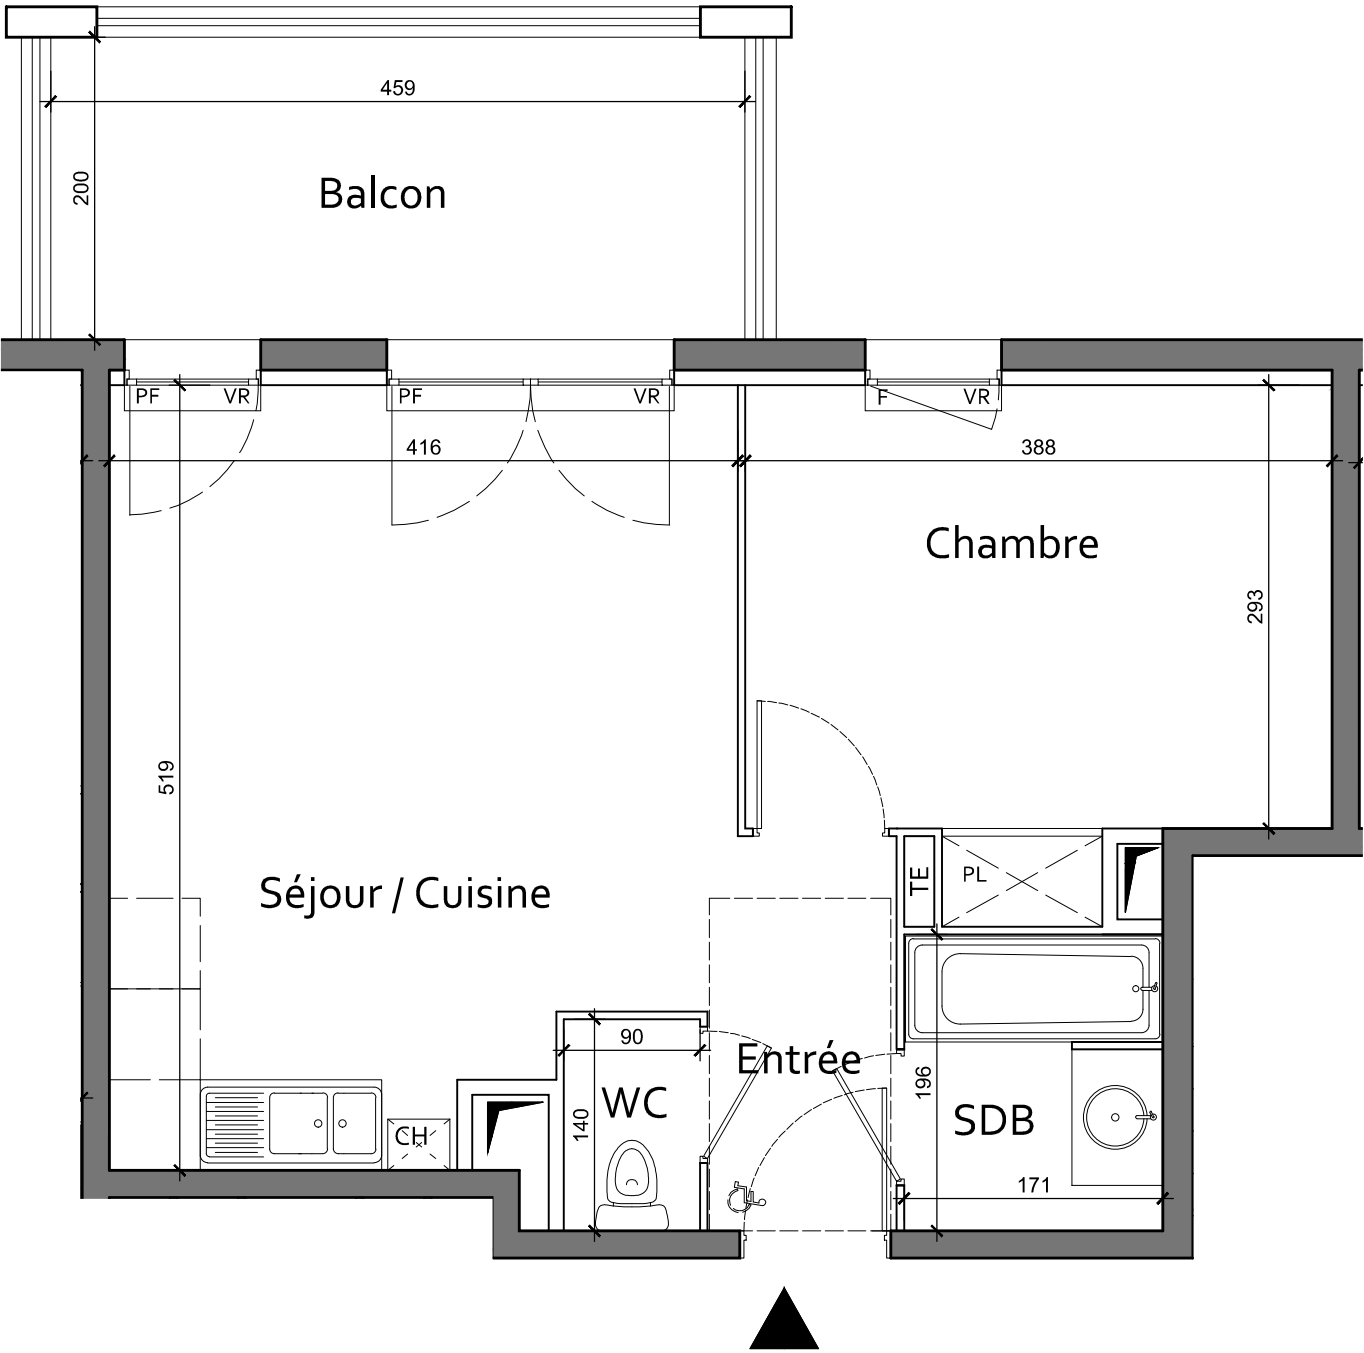 459
200
Balcon
PF VR
PF VR
F VR
416
388
Chambre
293
519
Séjour / Cuisine
TE
PL
90
Entrée
WC
196
140
SDB
CH
171